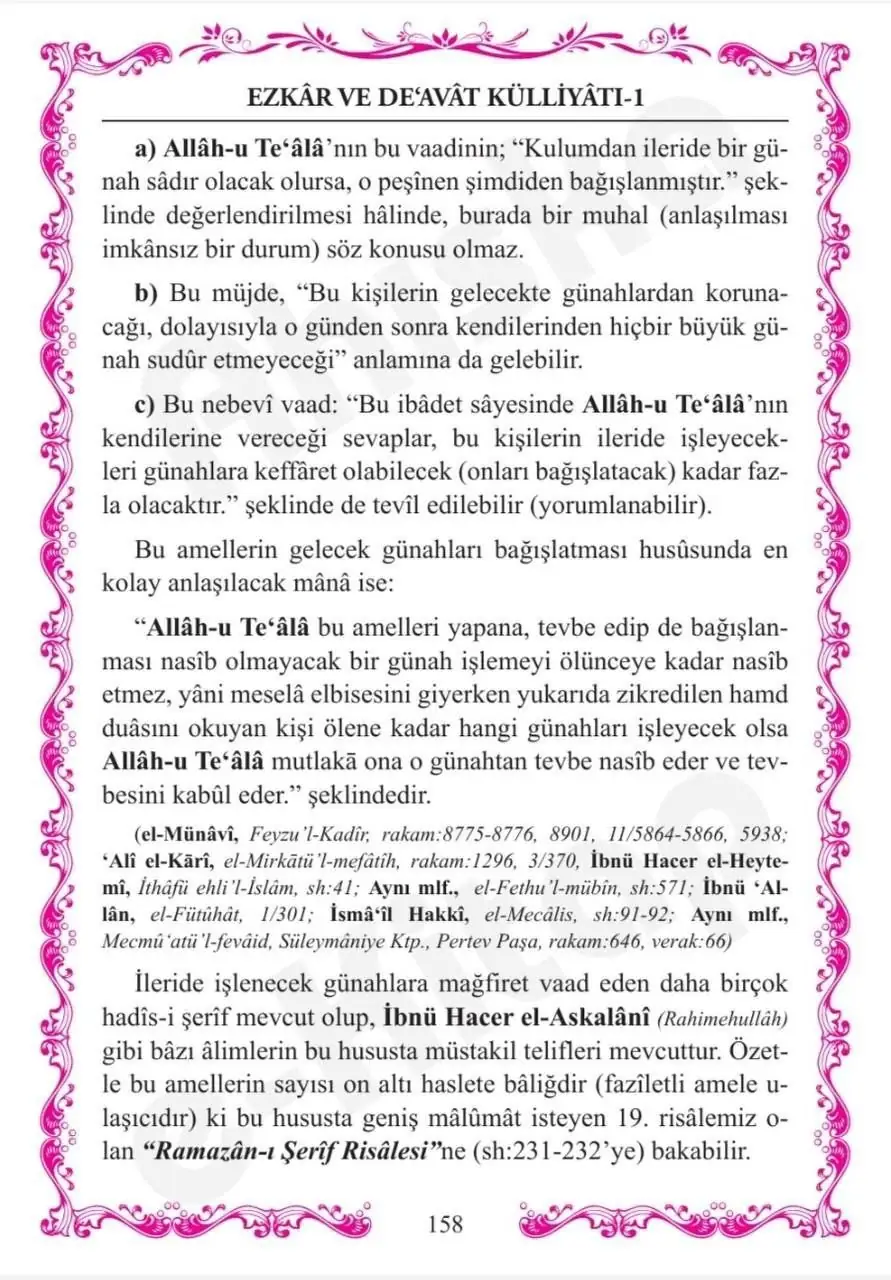 EZKÂR VE DE‘AVÂT KÜLLİYÂTI-1
a) Allâh-u Te‘âlâ’nın bu vaadinin; “Kulumdan ileride bir gü-
nah sâdır olacak olursa, o peşînen şimdiden bağışlanmıştır.” şek-
linde değerlendirilmesi hâlinde, burada bir muhal (anlaşılması
imkânsız bir durum) söz konusu olmaz.
b) Bu müjde, “Bu kişilerin gelecekte günahlardan koruna-
cağı, dolayısıyla o günden sonra kendilerinden hiçbir büyük gü-
nah sudûr etmeyeceği” anlamına da gelebilir.
c) Bu nebevî vaad: “Bu ibâdet sâyesinde Allâh-u Te‘âlâ’nın
kendilerine vereceği sevaplar, bu kişilerin ileride işleyecek-
leri günahlara keffâret olabilecek (onları bağışlatacak) kadar faz-
la olacaktır.” şeklinde de tevîl edilebilir (yorumlanabilir).
Bu amellerin gelecek günahları bağışlatması husûsunda en
kolay anlaşılacak mânâ ise:
“Allâh-u Te‘âlâ bu amelleri yapana, tevbe edip de bağışlan-
ması nasîb olmayacak bir günah işlemeyi ölünceye kadar nasîb
etmez, yâni meselâ elbisesini giyerken yukarıda zikredilen hamd
duâsını okuyan kişi ölene kadar hangi günahları işleyecek olsa
Allâh-u Te‘âlâ mutlakā ona o günahtan tevbe nasîb eder ve tev-
besini kabûl eder.” şeklindedir.
(el-Münâvî, Feyzu’l-Kadîr, rakam:8775-8776, 8901, 11/5864-5866, 5938;
‘Alî el-Kārî, el-Mirkātü’l-mefâtîh, rakam:1296, 3/370, İbnü Hacer el-Heyte-
mî, İthâfü ehli’l-İslâm, sh:41; Aynı mlf., el-Fethu’l-mübîn, sh:571; İbnü ‘Al-
lân, el-Fütûhât, 1/301; İsmâ‘îl Hakkî, el-Mecâlis, sh:91-92; Aynı mlf.,
Mecmû‘atü’l-fevâid, Süleymâniye Ktp., Pertev Paşa, rakam:646, verak:66)
İleride işlenecek günahlara mağfiret vaad eden daha birçok
hadîs-i şerîf mevcut olup, İbnü Hacer el-Askalânî (Rahimehullâh)
gibi bâzı âlimlerin bu hususta müstakil telifleri mevcuttur. Özet-
le bu amellerin sayısı on altı haslete bâliğdir (fazîletli amele u-
laşıcıdır) ki bu hususta geniş mâlûmât isteyen 19. risâlemiz o-
lan “Ramazân-ı Şerîf Risâlesi”ne (sh:231-232’ye) bakabilir.
158